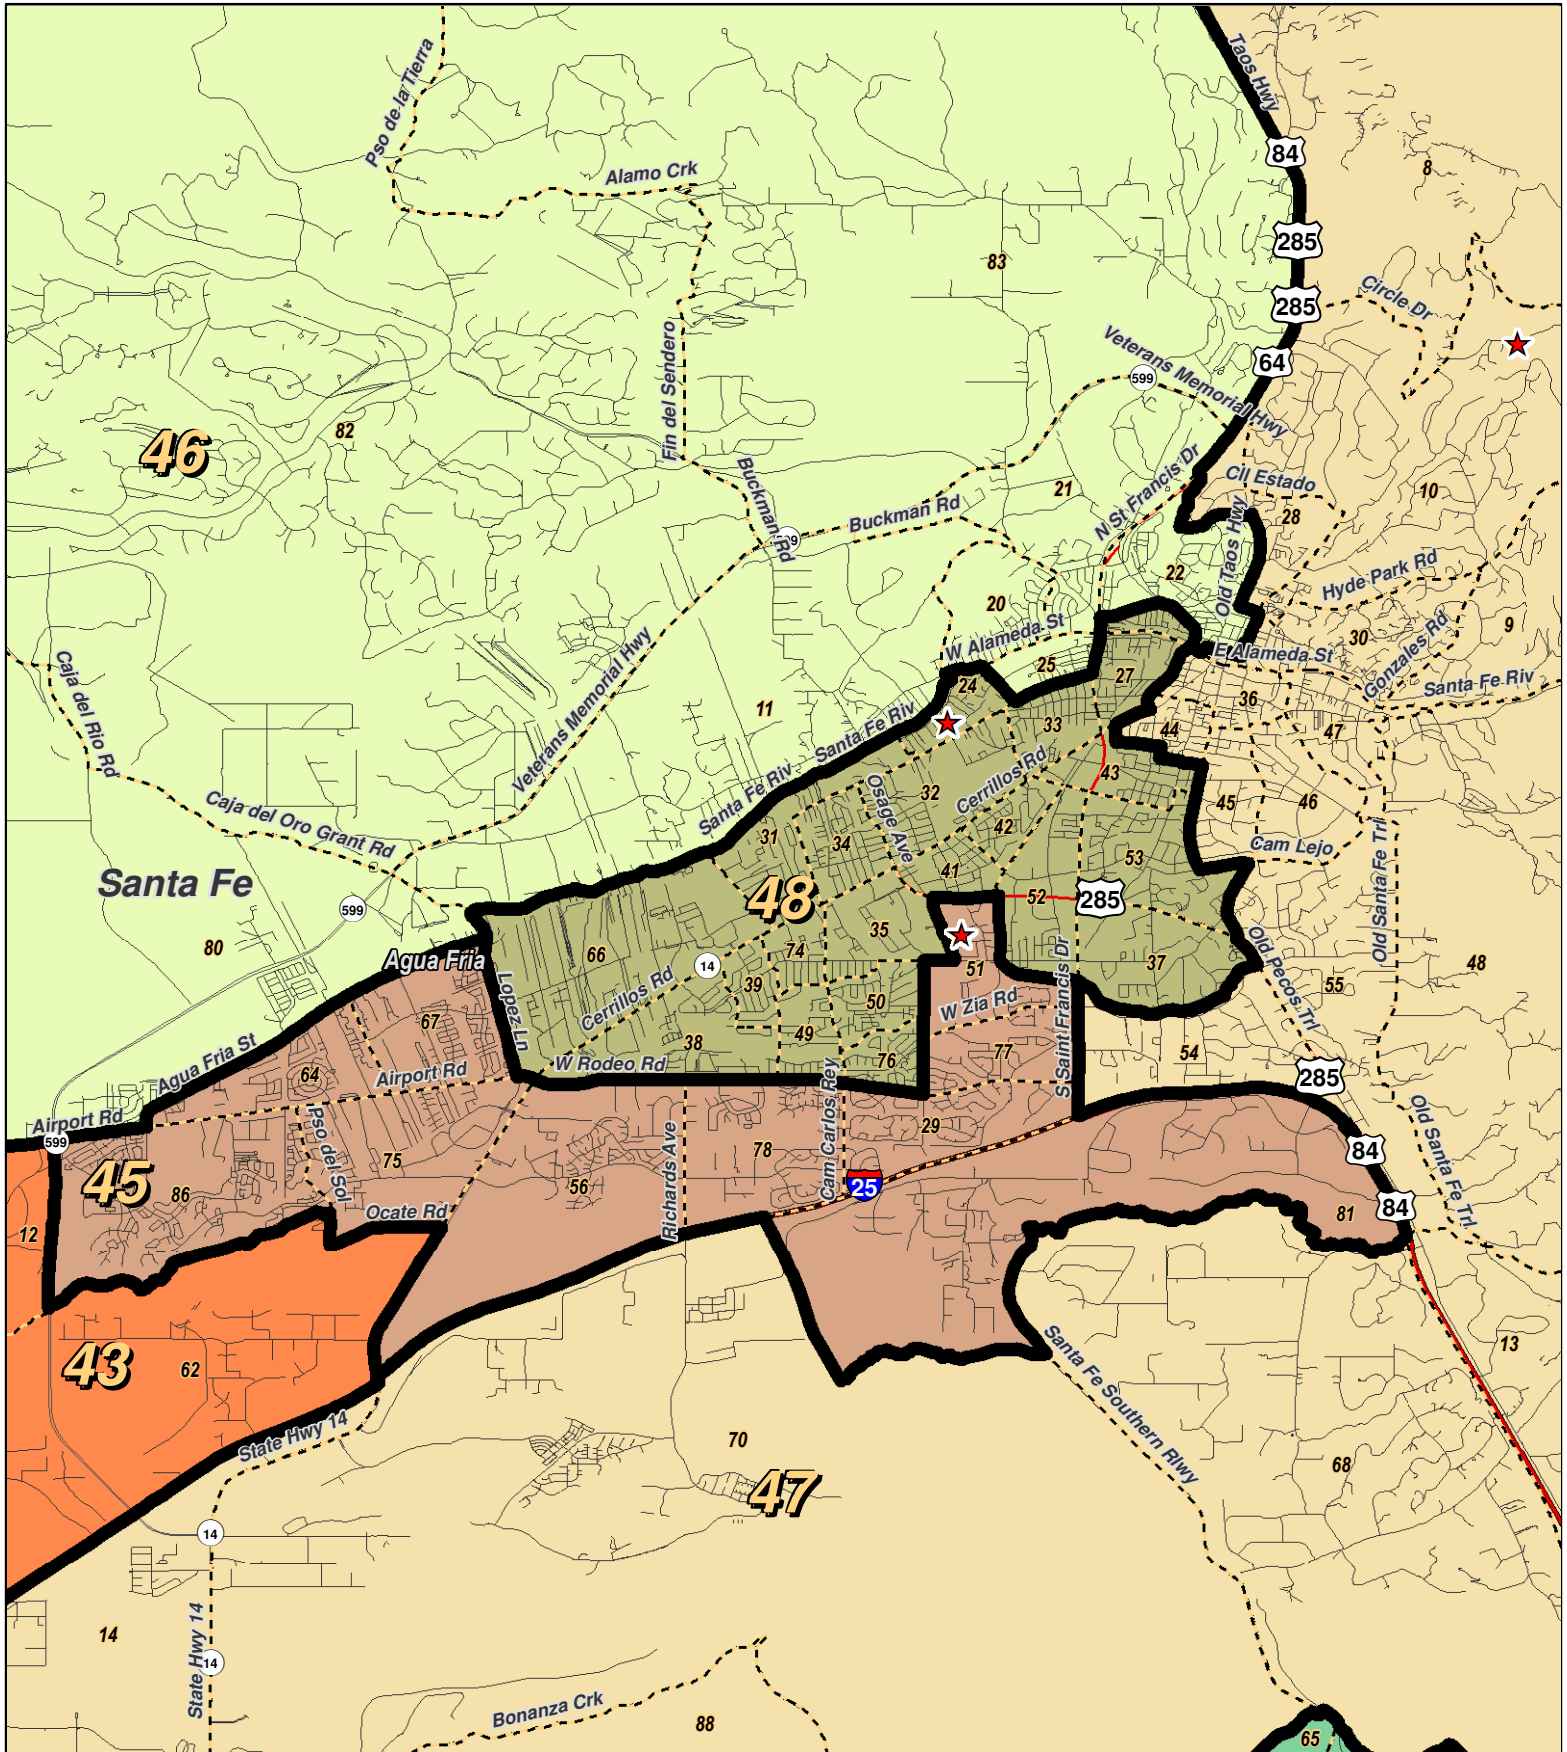 Taos Hwy
Pso de la Tierra
84
8
Alamo Crk
285
83
Circle Dr
285
Fin del Sendero
Veterans Memorial Hwy
64
599
82
46
Buckman Rd
N St Francis Dr
Cll Estado
21
10
Buckman Rd
28
Old Taos Hwy
22
Hyde Park Rd
20
W Alameda St
30
Gonzales Rd
9
E Alameda St
25
Caja del Rio Rd
Veterans Memorial Hwy
24
27
36
Santa Fe Riv
11
Santa Fe Riv
33
44
47
Santa Fe Riv
Osage Ave
32
Cerrillos Rd
43
45
46
Caja del Oro Grant Rd
31
34
42
53
Cam Lejo
Old Santa Fe Trl
41
Santa Fe
48
52
285
599
35
80
Agua Fria
66
74
51
37
Old Pecos Trl
48
14
Lopez Ln
Cerrillos Rd
39
50
W Zia Rd
S Saint Francis Dr
55
67
38
49
76
77
54
W Rodeo Rd
Agua Fria St
64
Airport Rd
Cam Carlos Rey
285
Airport Rd
599
Pso del Sol
29
Old Santa Fe Trl
45
75
Richards Ave
78
84
86
56
25
84
Ocate Rd
81
12
43
62
Santa Fe Southern Rlwy
13
State Hwy 14
70
68
47
14
14
State Hwy 14
14
Bonanza Crk
88
65